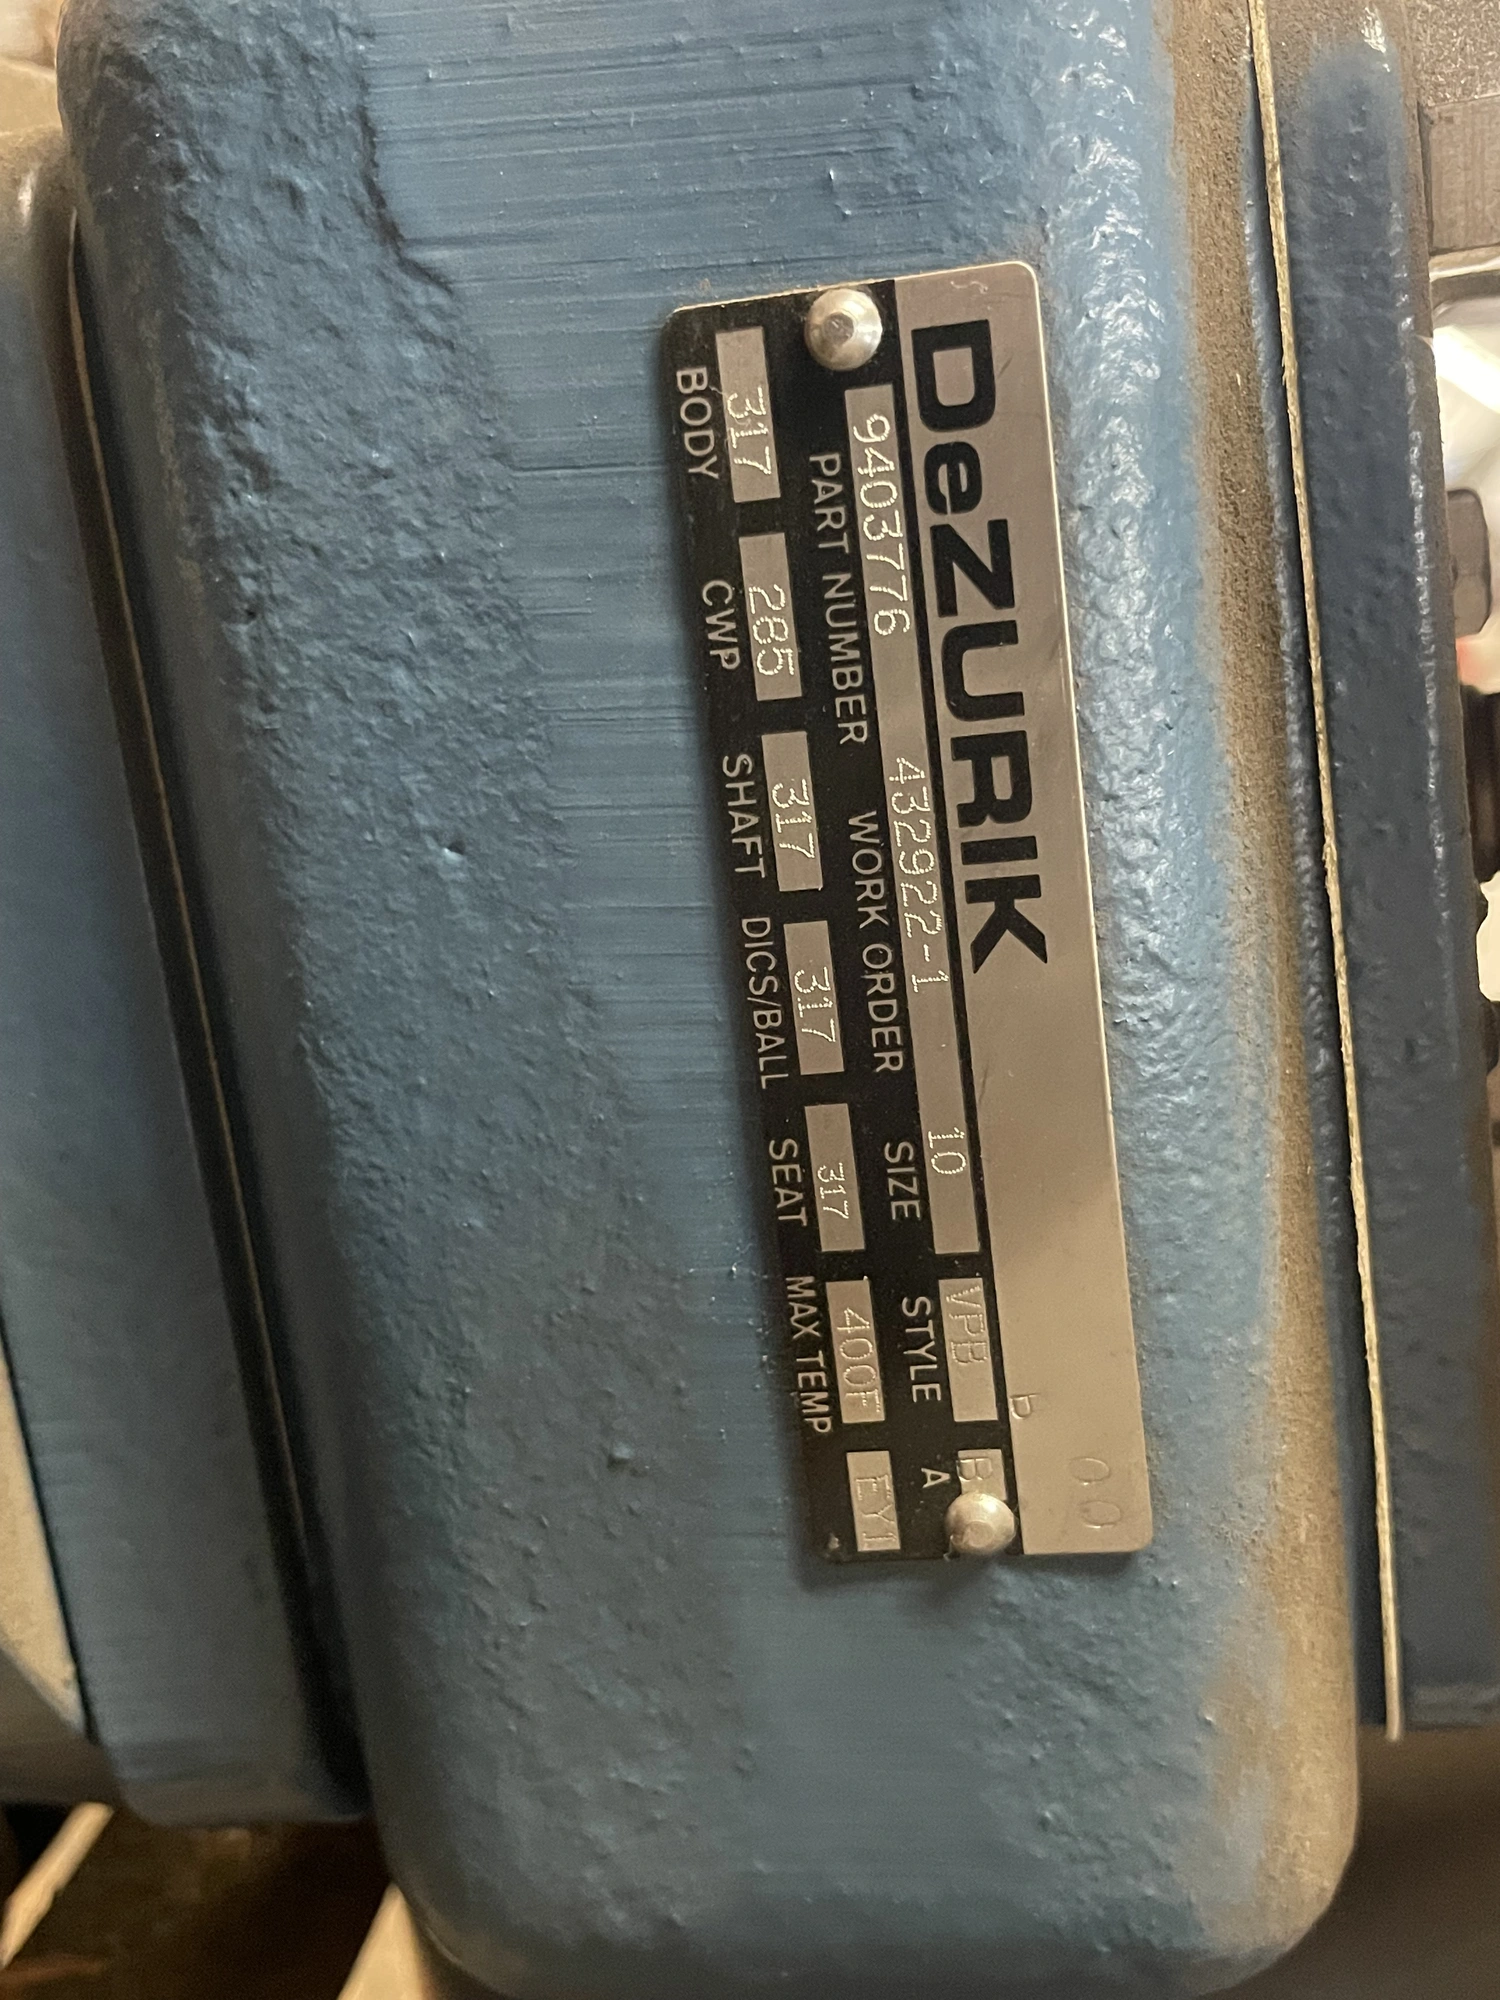 DeZURIK
9403776 432922-1 10 VPB B
PART NUMBER WORK ORDER SIZE STYLE A
317 285 317 317 317 400F EY1
BODY CWP SHAFT DICS/BALL SEAT MAX TEMP